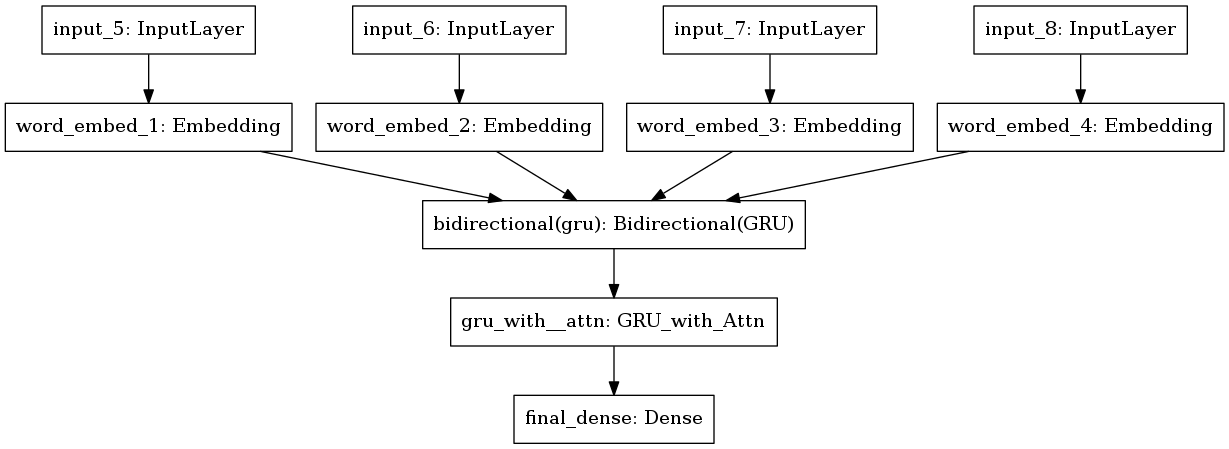 input_5: InputLayer
input_6: InputLayer
input_7: InputLayer
input_8: InputLayer
word_embed_1: Embedding
word_embed_2: Embedding
word_embed_3: Embedding
word_embed_4: Embedding
bidirectional(gru): Bidirectional(GRU)
gru_with__attn: GRU_with_Attn
final_dense: Dense